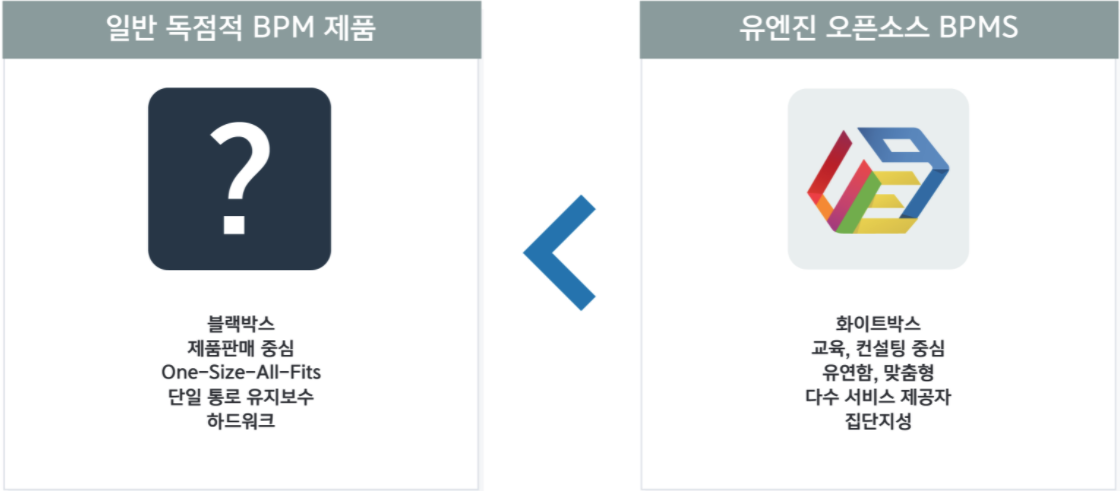 일반 독점적 BPM 제품
?
블랙박스
제품판매 중심
One-Size-All-Fits
단일 통로 유지보수
하드워크
유엔진 오픈소스 BPMS
화이트박스
교육, 컨설팅 중심
유연함, 맞춤형
다수 서비스 제공자
집단지성